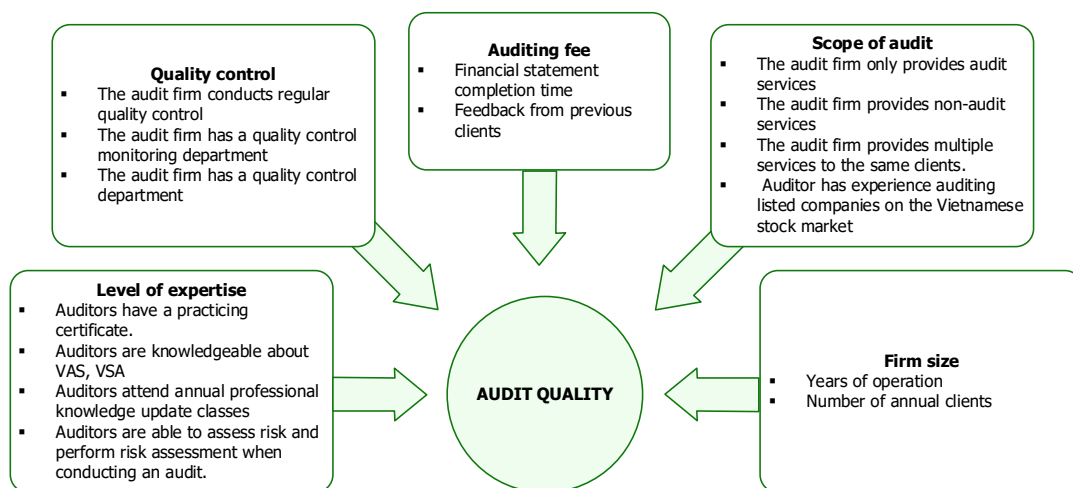 Quality control
▪ The audit firm conducts regular
quality control
▪ The audit firm has a quality control
monitoring department
▪ The audit firm has a quality control
department
Auditing fee
▪ Financial statement
completion time
▪ Feedback from previous
clients
Scope of audit
▪ The audit firm only provides audit
services
▪ The audit firm provides non-audit
services
▪ The audit firm provides multiple
services to the same clients.
▪ Auditor has experience auditing
listed companies on the Vietnamese
stock market
Level of expertise
▪ Auditors have a practicing
certificate.
▪ Auditors are knowledgeable about
VAS, VSA
▪ Auditors attend annual professional
knowledge update classes
▪ Auditors are able to assess risk and
perform risk assessment when
conducting an audit.
AUDIT QUALITY
Firm size
▪ Years of operation
▪ Number of annual clients